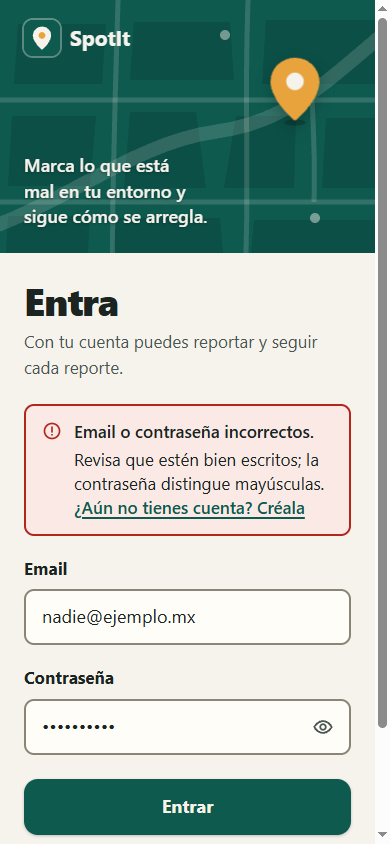 SpotIt
Marca lo que está
mal en tu entorno y
sigue cómo se arregla.
Entra
Con tu cuenta puedes reportar y seguir
cada reporte.
Email o contraseña incorrectos.
Revisa que estén bien escritos; la
contraseña distingue mayúsculas.
¿Aún no tienes cuenta? Créala
Email
nadie@ejemplo.mx
Contraseña
••••••••••
Entrar